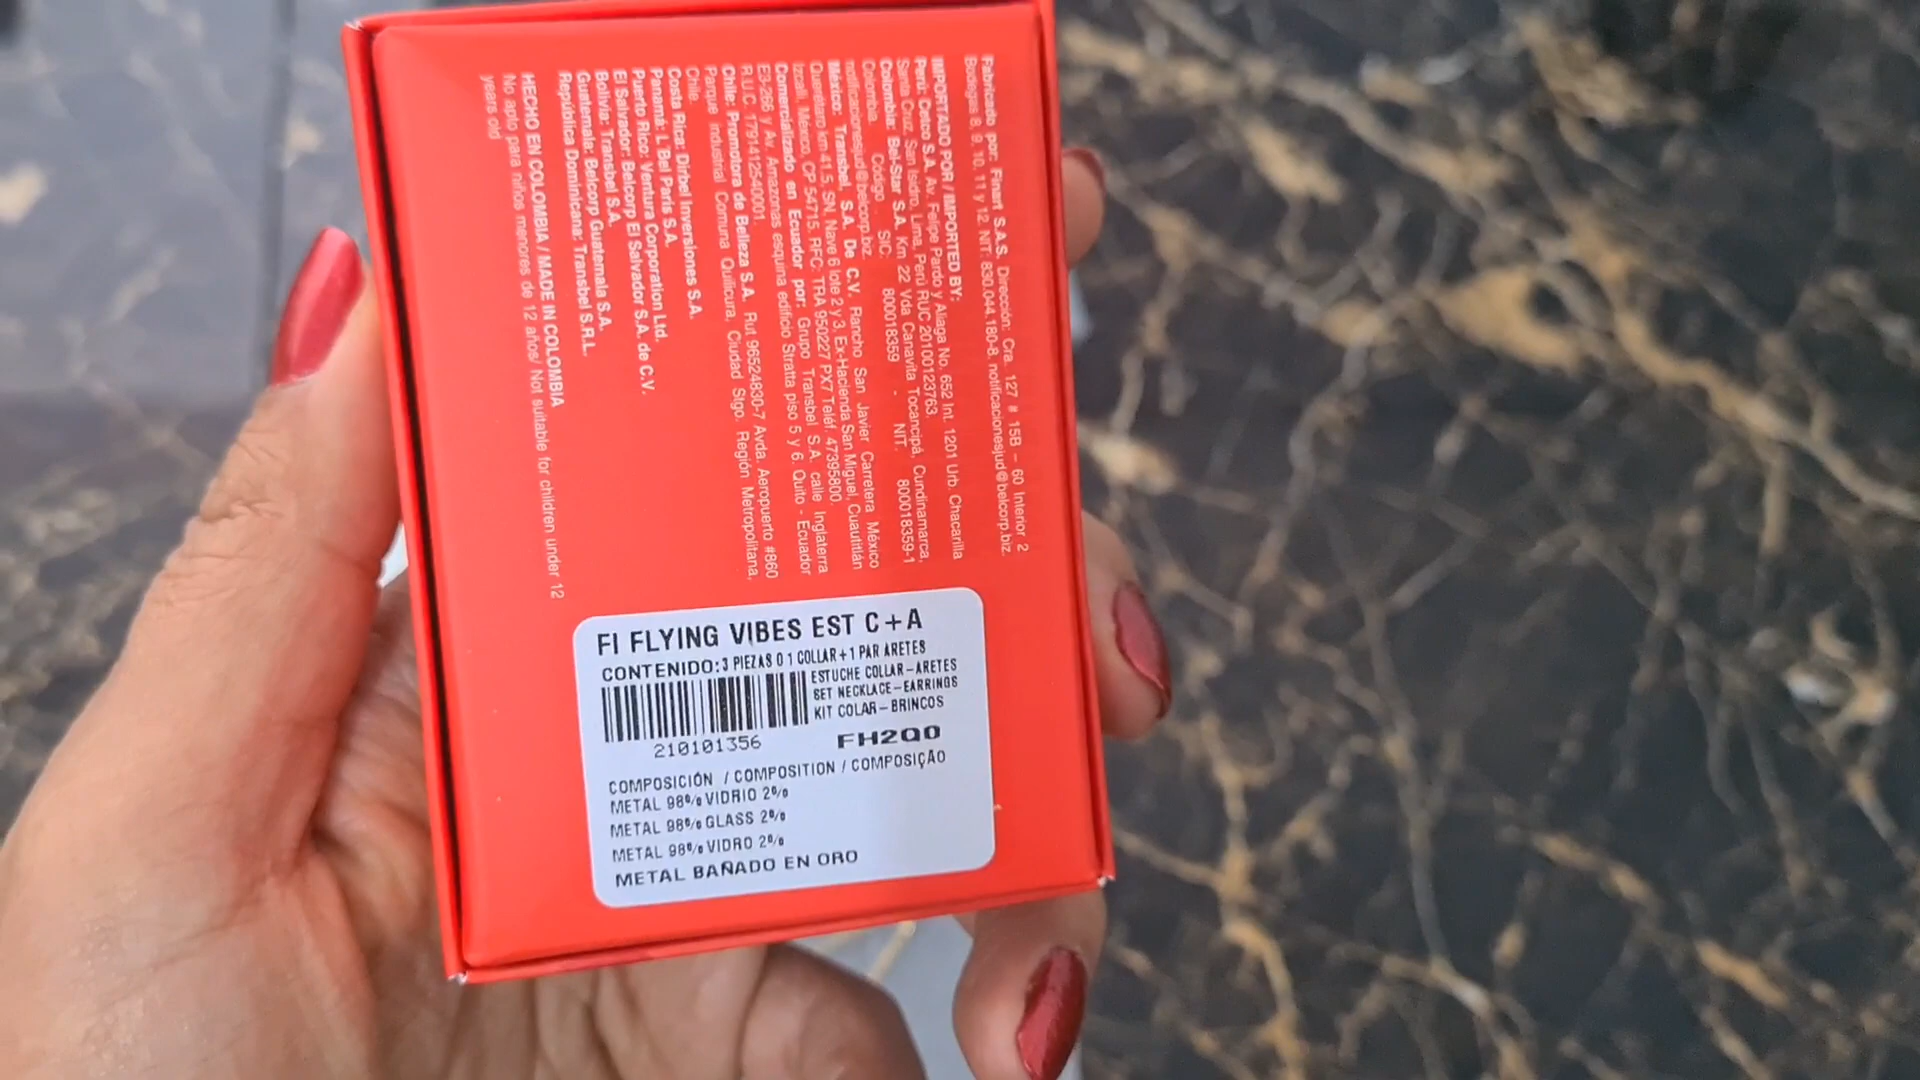 Fabricado por: Finart S.A.S. Dirección: Cra. 127 # 15B – 60 Interior 2
Bodegas 8, 9, 10, 11 y 12. NIT: 830.044.180-8. notificacionesjud@belcorp.biz.
IMPORTADO POR / IMPORTED BY:
Perú: Cetco S.A. Av. Felipe Pardo y Aliaga No. 652 Int. 1201 Urb. Chacarilla
Santa Cruz, San Isidro, Lima, Perú RUC 20100123763.
Colombia: Bel-Star S.A. Km 22 Vda Canavita Tocancipá, Cundinamarca,
Colombia. Código SIC: 800018359 - NIT. 800018359-1
notificacionesjud@belcorp.biz.
México: Transbel, S.A. De C.V. Rancho San Javier Carretera México
Querétaro km 41.5, SN, Nave 6 lote 2 y 3, Ex-Hacienda San Miguel, Cuautitlán
Izcalli, México, CP 54715. RFC: TBA 950227 PX7 Teléf. 47395800.
Comercializado en Ecuador por: Grupo Transbel S.A. calle Inglaterra
E3-266 y Av. Amazonas esquina edificio Stratta piso 5 y 6. Quito - Ecuador
R.U.C. 1791412540001.
Chile: Promotora de Belleza S.A. Rut 96524830-7 Avda. Aeropuerto #860
Parque industrial Comuna Quilicura, Ciudad Stgo. Región Metropolitana,
Chile.
Costa Rica: Dirbel Inversiones S.A.
Panamá: L´Bel Paris S.A.
Puerto Rico: Ventura Corporation Ltd.
El Salvador: Belcorp El Salvador S.A. de C.V.
Bolivia: Transbel S.A.
Guatemala: Belcorp Guatemala S.A.
República Dominicana: Transbel S.R.L.
HECHO EN COLOMBIA / MADE IN COLOMBIA
No apto para niños menores de 12 años/ Not suitable for children under 12
years old
FI FLYING VIBES EST C+A
CONTENIDO:3 PIEZAS O 1 COLLAR+1 PAR ARETES
ESTUCHE COLLAR-ARETES
SET NECKLACE-EARRINGS
KIT COLAR-BRINCOS
210101356
FH2Q0
COMPOSICIÓN / COMPOSITION / COMPOSIÇÃO
METAL 98% VIDRIO 2%
METAL 98% GLASS 2%
METAL 98% VIDRO 2%
METAL BAÑADO EN ORO